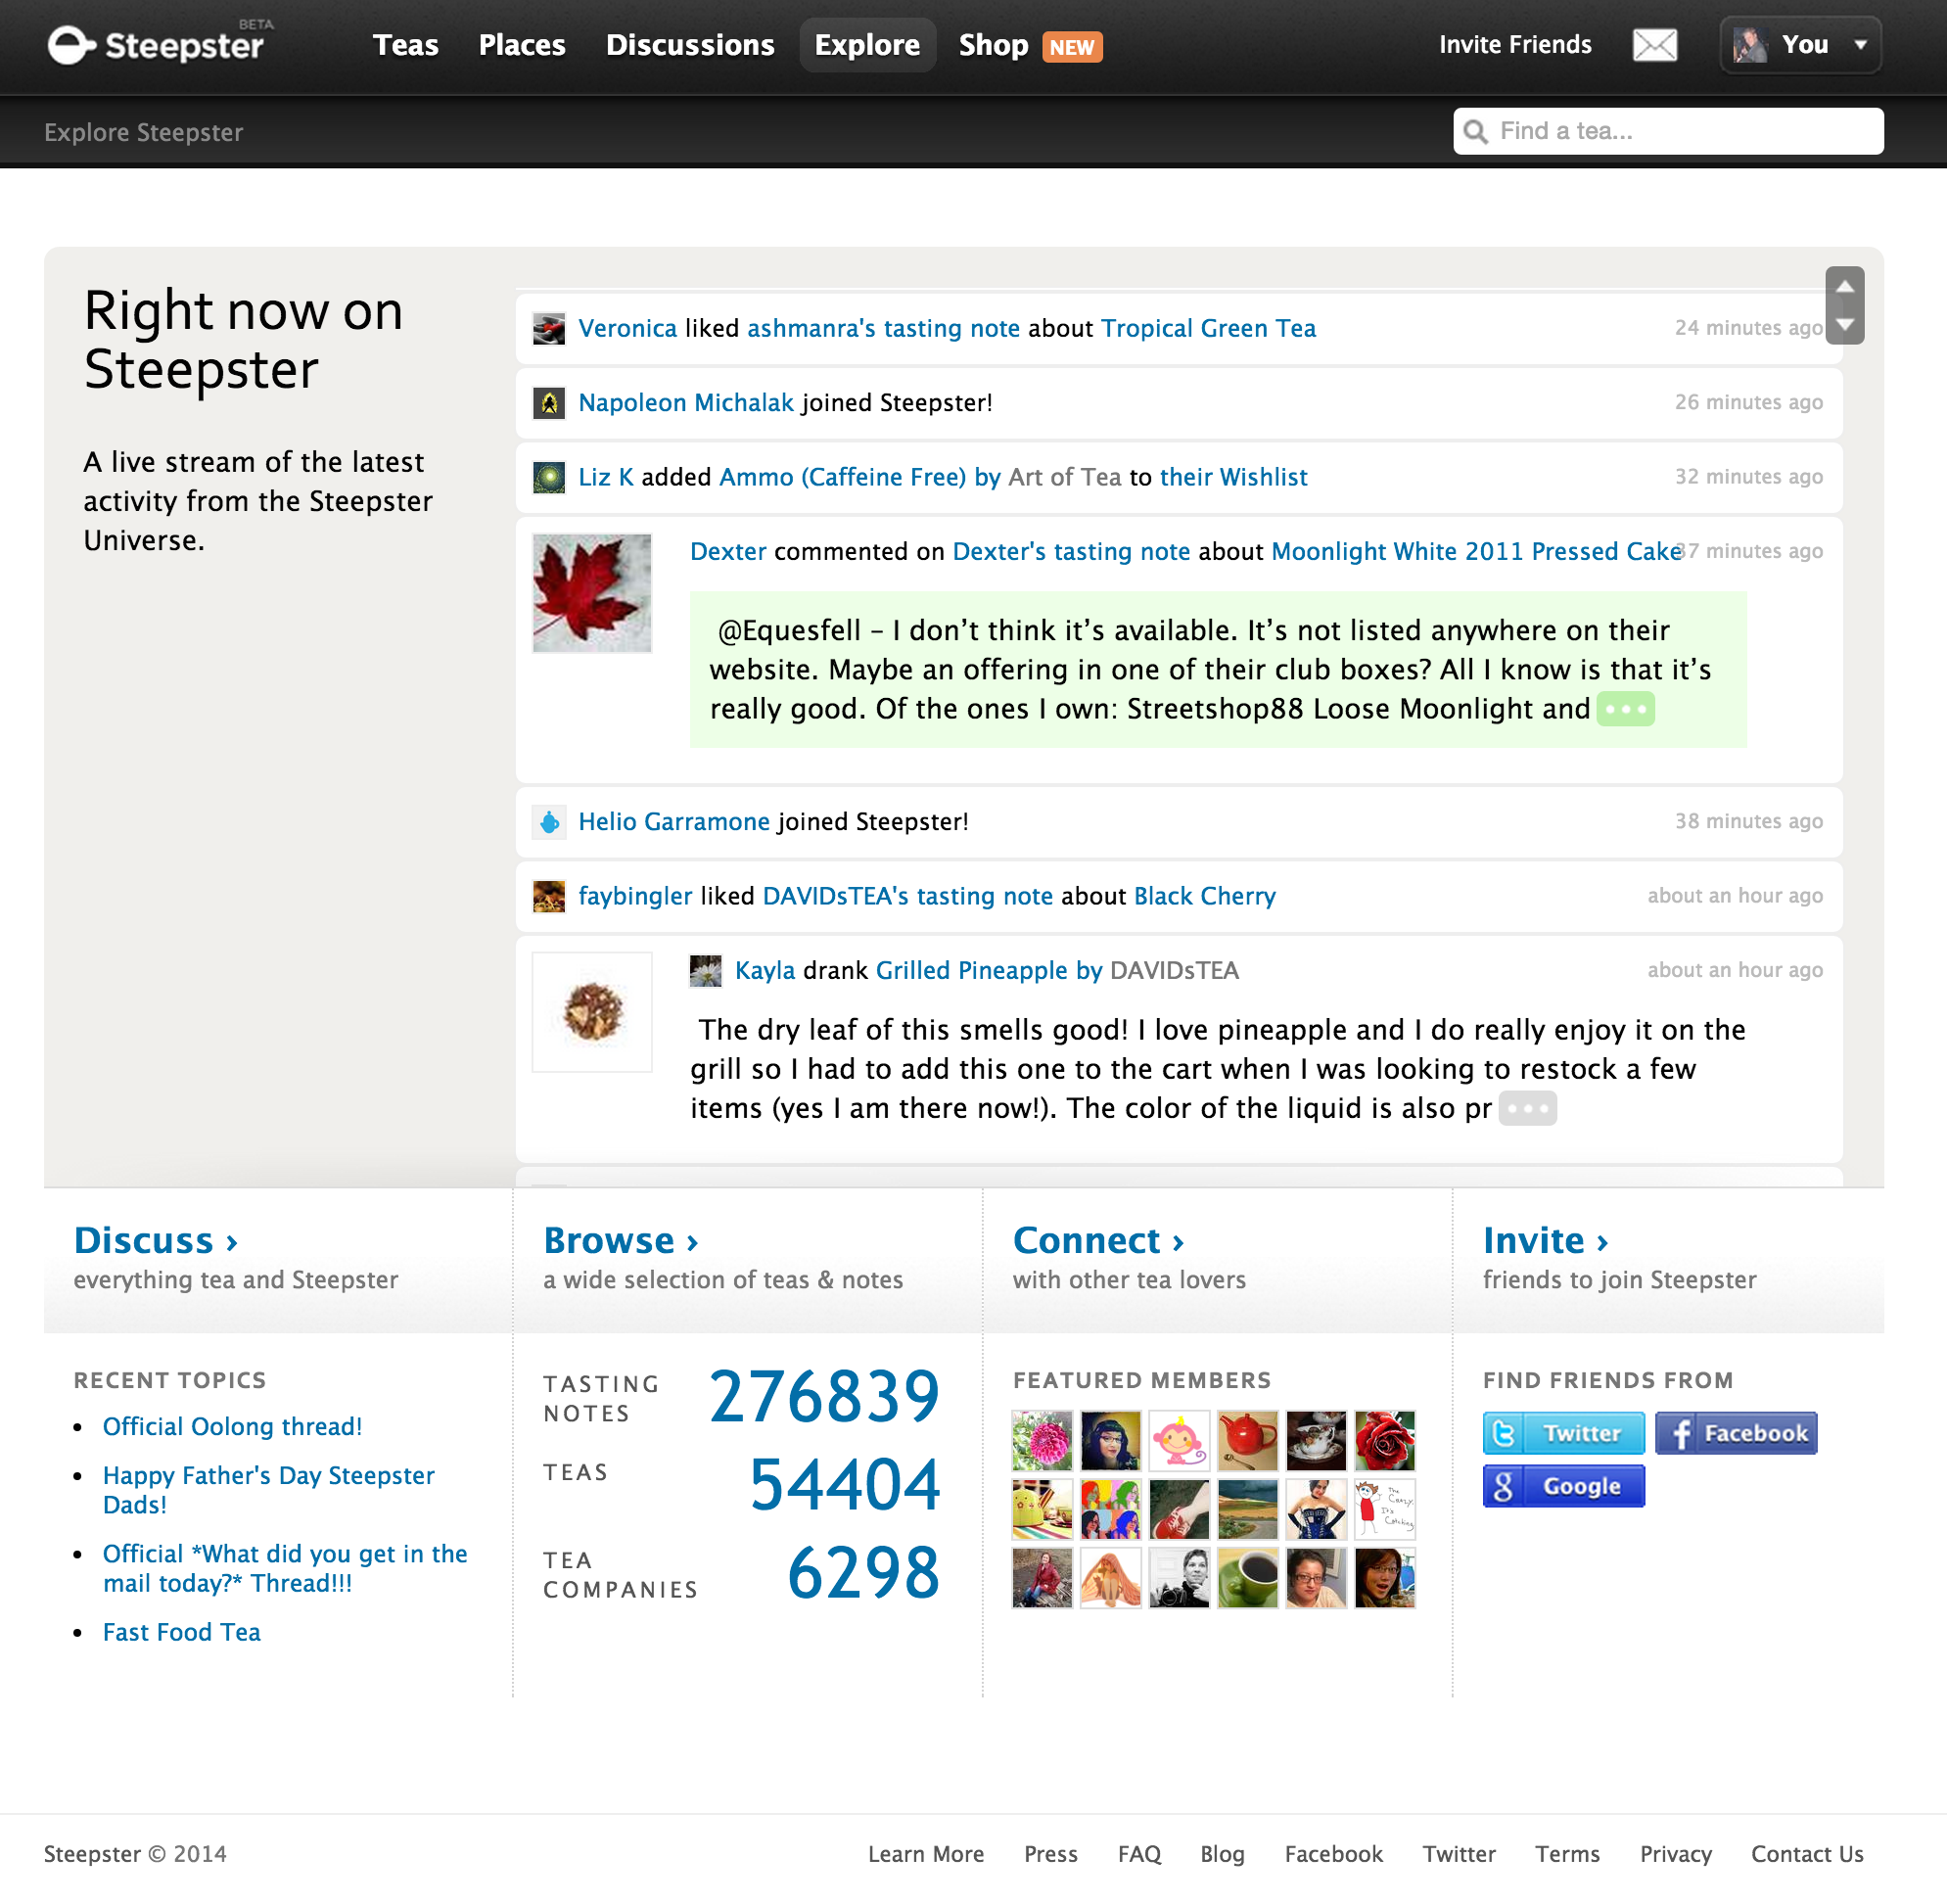 Steepster BETA
Teas Places Discussions Explore Shop NEW Invite Friends You
Explore Steepster
Find a tea...
Right now on
Steepster
A live stream of the latest
activity from the Steepster
Universe.
Veronica liked ashmanra's tasting note about Tropical Green Tea 24 minutes ago
Napoleon Michalak joined Steepster! 26 minutes ago
Liz K added Ammo (Caffeine Free) by Art of Tea to their Wishlist 32 minutes ago
Dexter commented on Dexter's tasting note about Moonlight White 2011 Pressed Cake 37 minutes ago
@Equesfell – I don’t think it’s available. It’s not listed anywhere on their
website. Maybe an offering in one of their club boxes? All I know is that it’s
really good. Of the ones I own: Streetshop88 Loose Moonlight and
Helio Garramone joined Steepster! 38 minutes ago
faybingler liked DAVIDsTEA's tasting note about Black Cherry about an hour ago
Kayla drank Grilled Pineapple by DAVIDsTEA about an hour ago
The dry leaf of this smells good! I love pineapple and I do really enjoy it on the
grill so I had to add this one to the cart when I was looking to restock a few
items (yes I am there now!). The color of the liquid is also pr
Discuss ›
everything tea and Steepster
RECENT TOPICS
• Official Oolong thread!
• Happy Father's Day Steepster
Dads!
• Official *What did you get in the
mail today?* Thread!!!
• Fast Food Tea
Browse ›
a wide selection of teas & notes
TASTING
NOTES
276839
TEAS
54404
TEA
COMPANIES
6298
Connect ›
with other tea lovers
FEATURED MEMBERS
the
Crazy,
It's
Catching
Invite ›
friends to join Steepster
FIND FRIENDS FROM
Twitter
Facebook
Google
Steepster © 2014
Learn More Press FAQ Blog Facebook Twitter Terms Privacy Contact Us